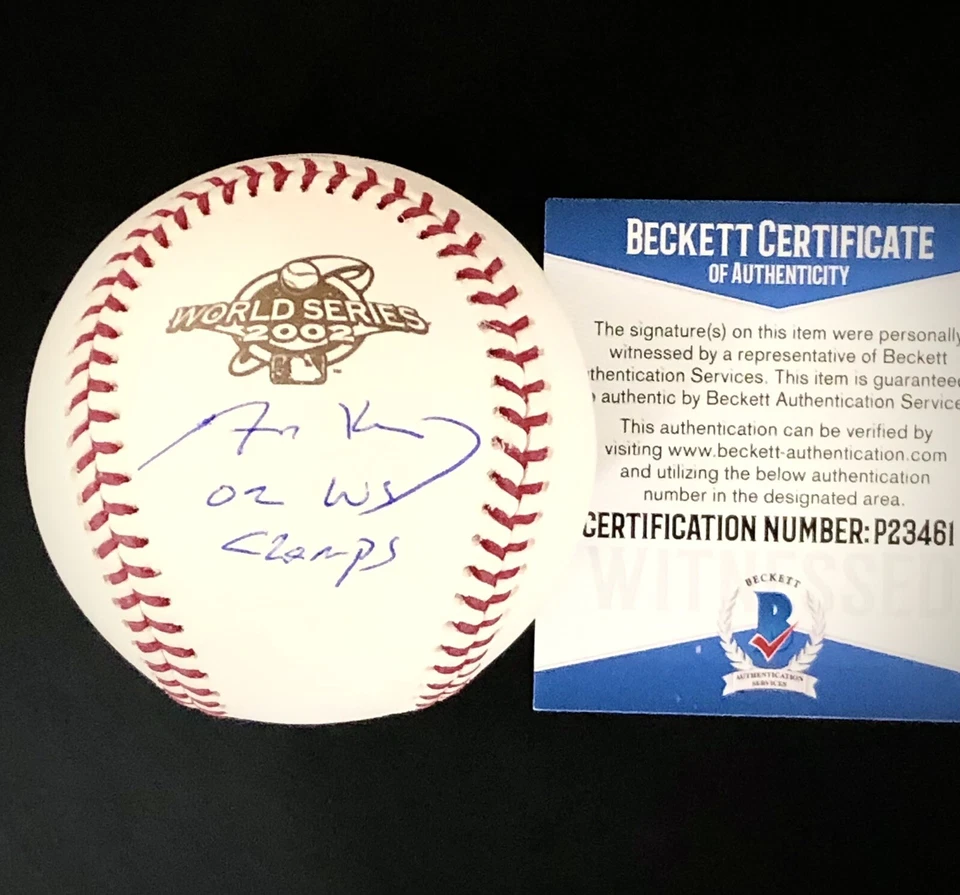 WORLD SERIES
2002
02 WS
Champs
BECKETT CERTIFICATE
OF AUTHENTICITY
The signature(s) on this item were personally
witnessed by a representative of Beckett
thentication Services. This item is guarantee
authentic by Beckett Authentication Service
This authentication can be verified by
visiting www.beckett-authentication.com
and utilizing the below authentication
number in the designated area.
CERTIFICATION NUMBER: P23461
WITNESSED
BECKETT
B
AUTHENTICATION
SERVICES